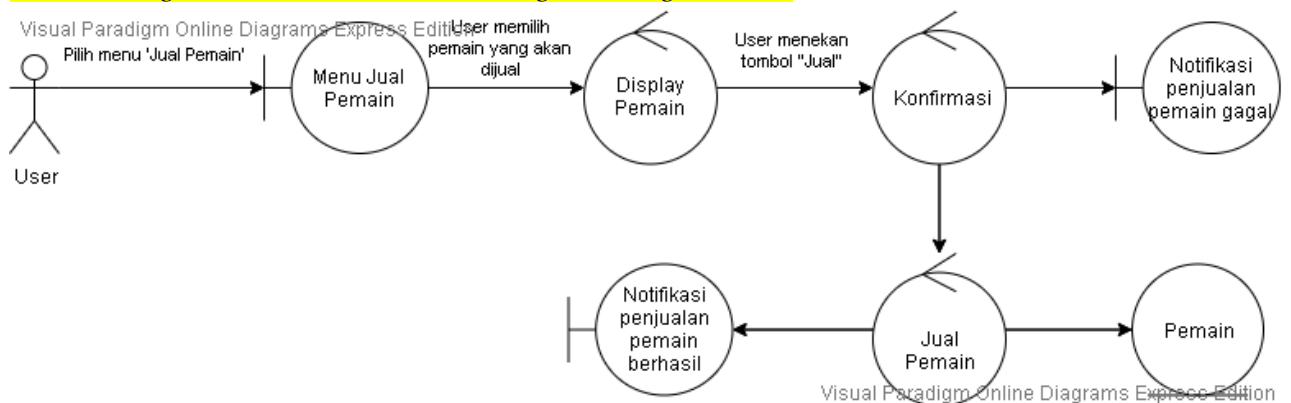 Visual Paradigm Online Diagrams Express Edition
Pilih menu 'Jual Pemain'
User
Menu Jual
Pemain
User memilih
pemain yang akan
dijual
Display
Pemain
User menekan
tombol "Jual"
Konfirmasi
Notifikasi
penjualan
pemain gagal
Notifikasi
penjualan
pemain
berhasil
Jual
Pemain
Pemain
Visual Paradigm Online Diagrams Express Edition